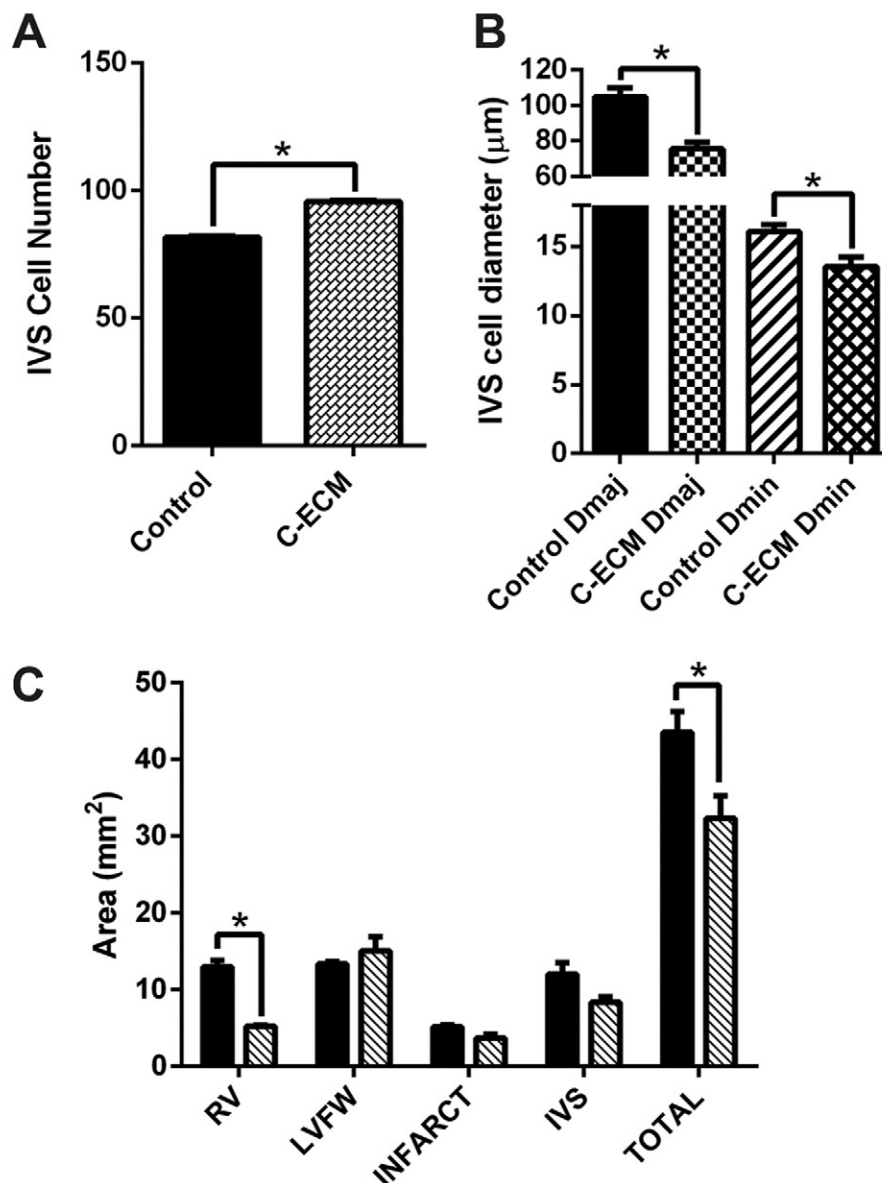 A
IVS Cell Number
150
100
50
0
*
Control
C-ECM
B
IVS cell diameter (μm)
120
100
80
60
15
10
5
0
*
*
Control Dmaj
C-ECM Dmaj
Control Dmin
C-ECM Dmin
C
Area (mm²)
50
40
30
20
10
0
*
*
RV
LVFW
INFARCT
IVS
TOTAL